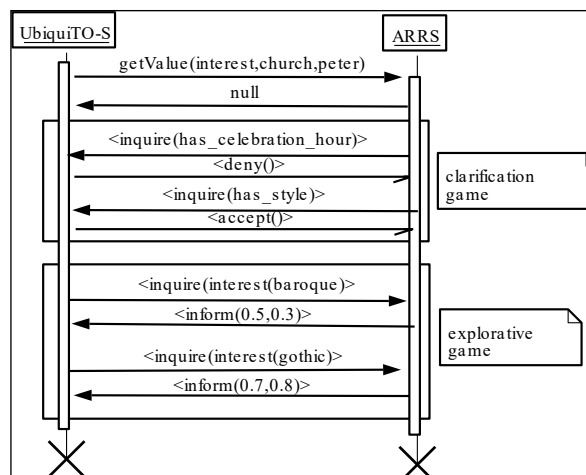 UbiquiTO-S
ARRS
getValue(interest,church,peter)
null
<inquire(has_celebration_hour)>
<deny()>
<inquire(has_style)>
<accept()>
clarification
game
<inquire(interest(baroque)>
<inform(0.5,0.3)>
<inquire(interest(gothic)>
<inform(0.7,0.8)>
explorative
game